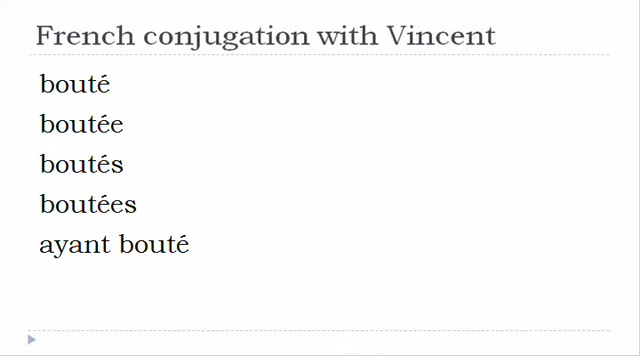 French conjugation with Vincent
bouté
boutée
boutés
boutées
ayant bouté